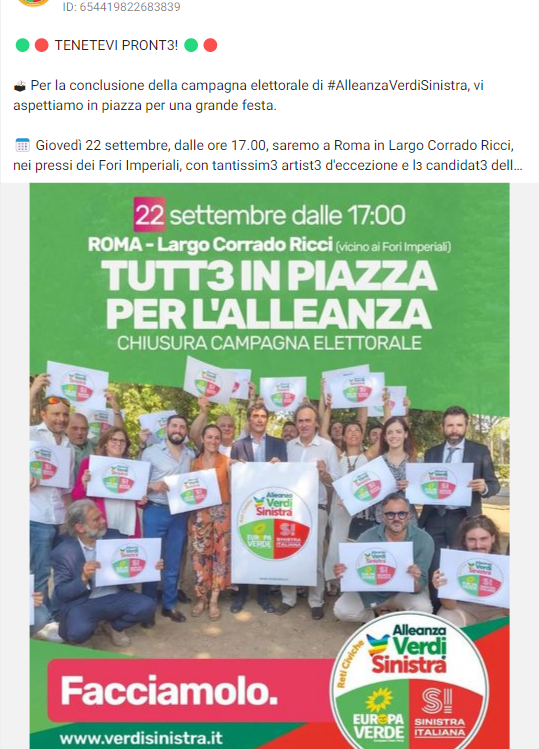 ID: 654419822683839
🟢🔴 TENETEVI PRONT3! 🟢🔴
🗳 Per la conclusione della campagna elettorale di #AlleanzaVerdiSinistra, vi
aspettiamo in piazza per una grande festa.
🗓 Giovedì 22 settembre, dalle ore 17.00, saremo a Roma in Largo Corrado Ricci,
nei pressi dei Fori Imperiali, con tantissim3 artist3 d'eccezione e lɜ candidat3 dell...
22 settembre dalle 17:00
ROMA - Largo Corrado Ricci (vicino ai Fori Imperiali)
TUTT3 IN PIAZZA
PER L'ALLEANZA
CHIUSURA CAMPAGNA ELETTORALE
Alleanza
Verdi
Sinistra
EUROPA
VERDE
SI
SINISTRA
ITALIANA
Facciamolo.
www.verdisinistra.it
Reti Civiche
Alleanza
Verdi
Sinistra
EUROPA
VERDE
SI
SINISTRA
ITALIANA